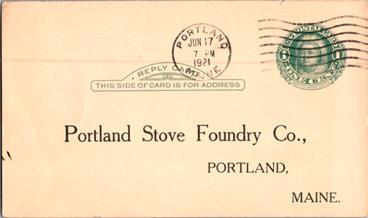 PORTLAND
JUN 17
7 PM
1921
REPLY CARD
THIS SIDE OF CARD IS FOR ADDRESS
Portland Stove Foundry Co.,
PORTLAND,
MAINE.